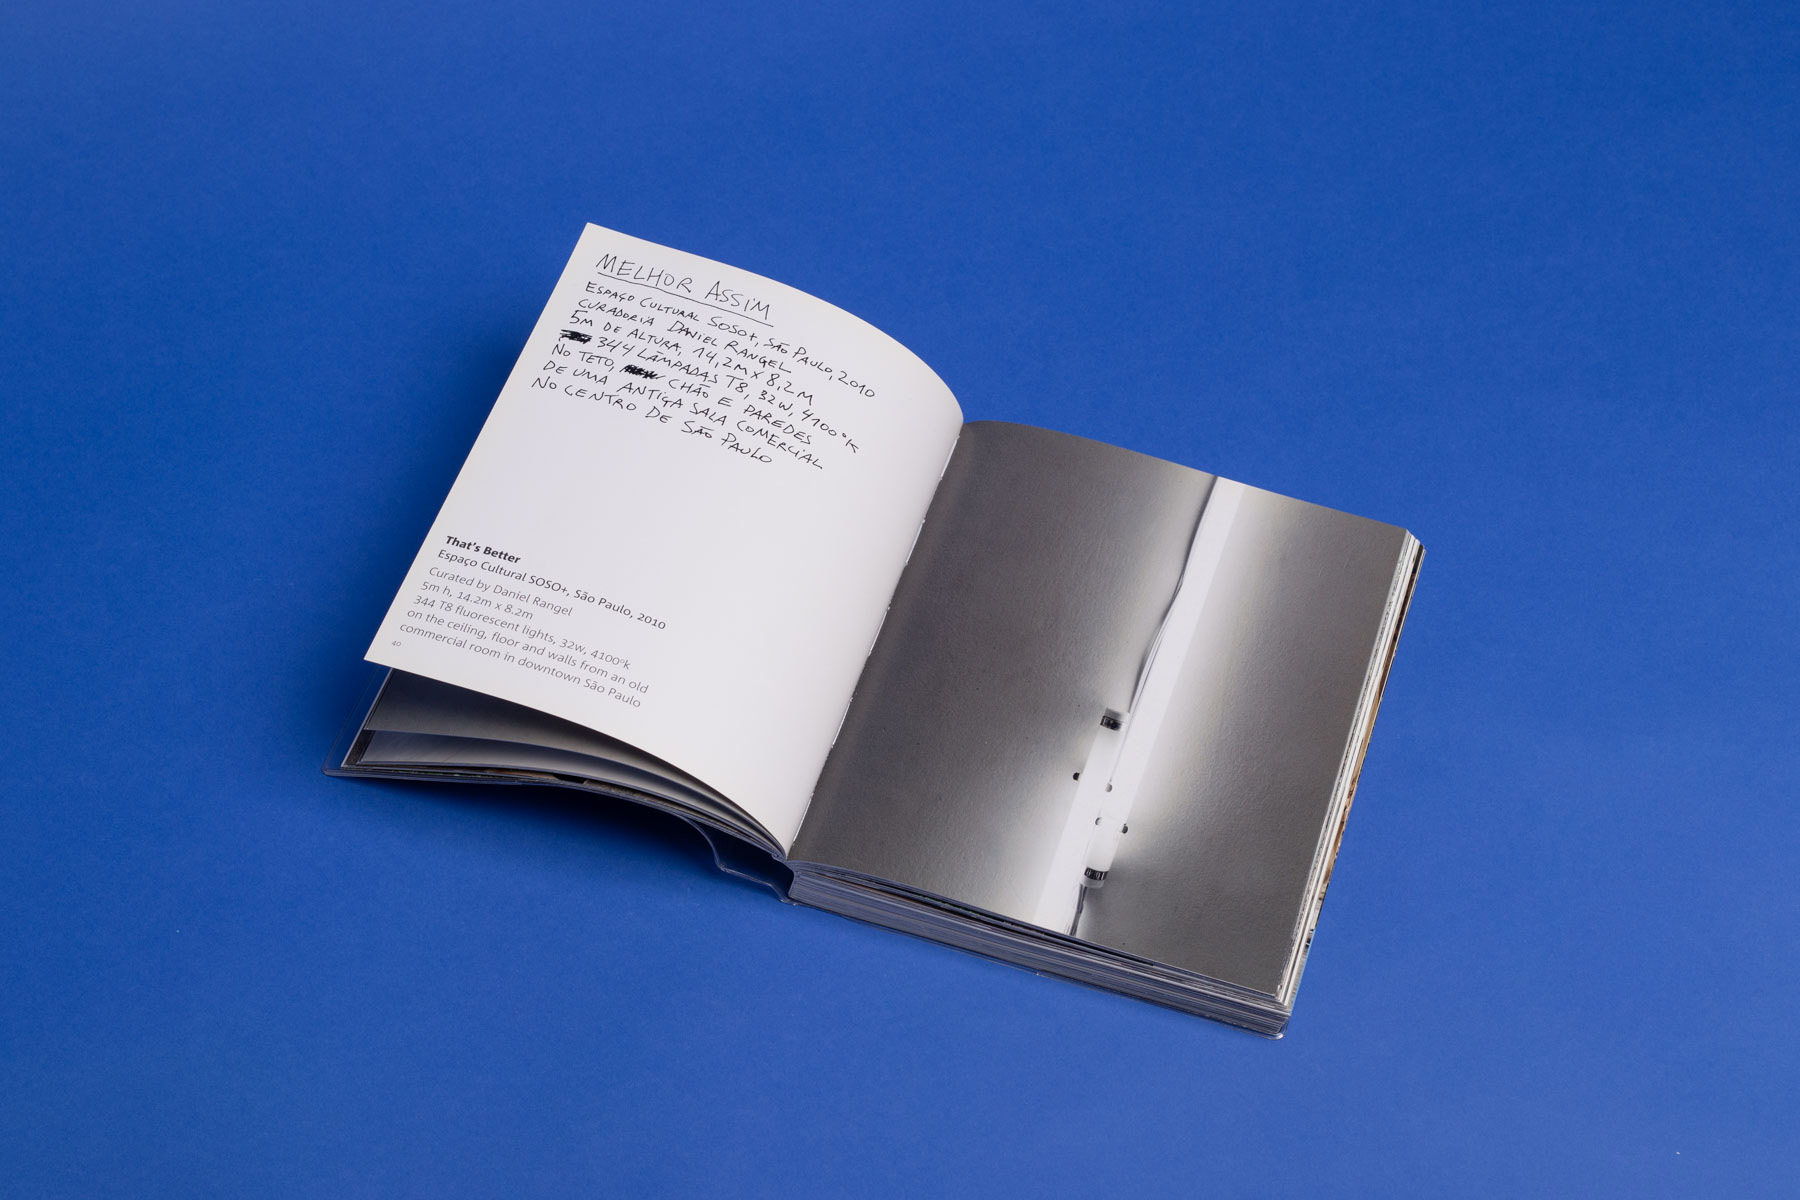 MELHOR ASSIM
ESPAÇO CULTURAL SOSO+, SÃO PAULO, 2010
CURADORIA DANIEL RANGEL
5M DE ALTURA, 14,2M X 8,2M
344 LÂMPADAS T8, 32W, 4100°K
NO TETO, CHÃO E PAREDES
DE UMA ANTIGA SALA COMERCIAL
NO CENTRO DE SÃO PAULO
That's Better
Espaço Cultural SOSO+, São Paulo, 2010
Curated by Daniel Rangel
5m h, 14.2m x 8.2m
344 T8 fluorescent lights, 32w, 4100°k
on the ceiling, floor and walls from an old
commercial room in downtown São Paulo
40